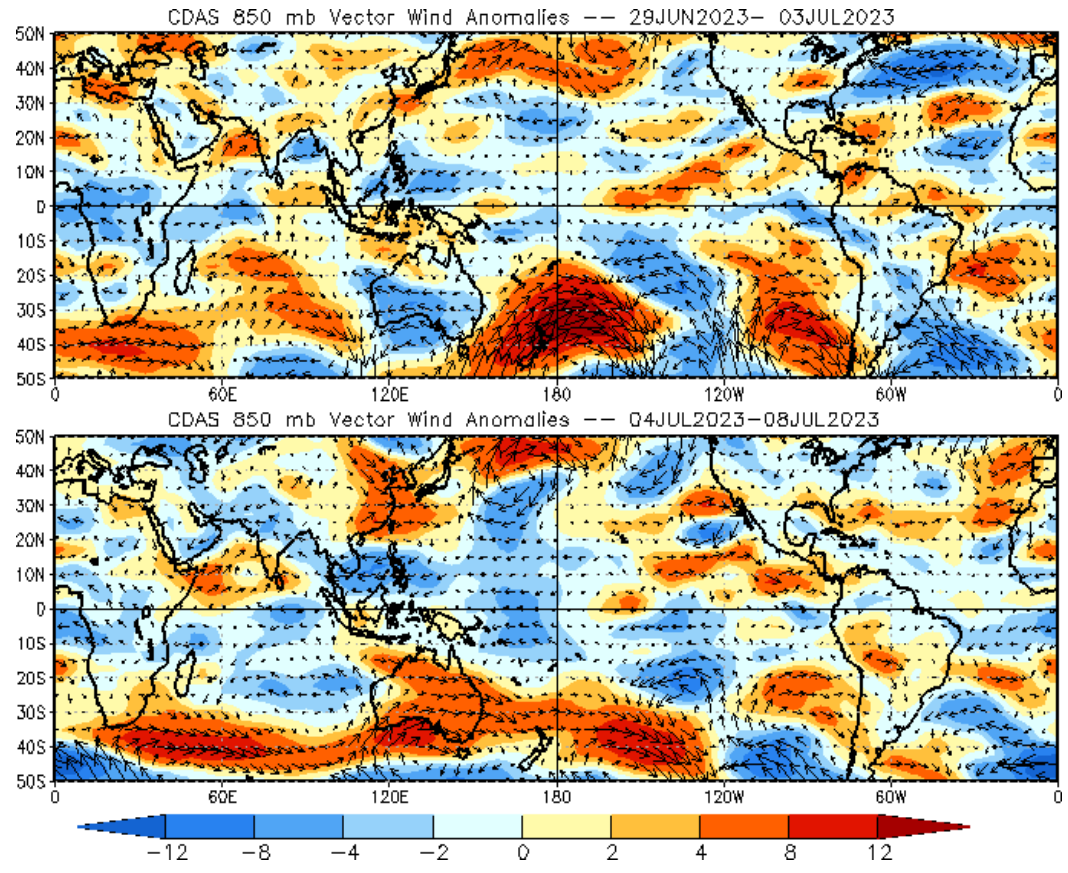 CDAS 850 mb Vector Wind Anomalies -- 29JUN2023- 03JUL2023
50N
40N
30N
20N
10N
0
10S
20S
30S
40S
50S
0 60E 120E 180 120W 60W 0
CDAS 850 mb Vector Wind Anomalies -- 04JUL2023-08JUL2023
50N
40N
30N
20N
10N
0
10S
20S
30S
40S
50S
0 60E 120E 180 120W 60W 0
-12 -8 -4 -2 0 2 4 8 12